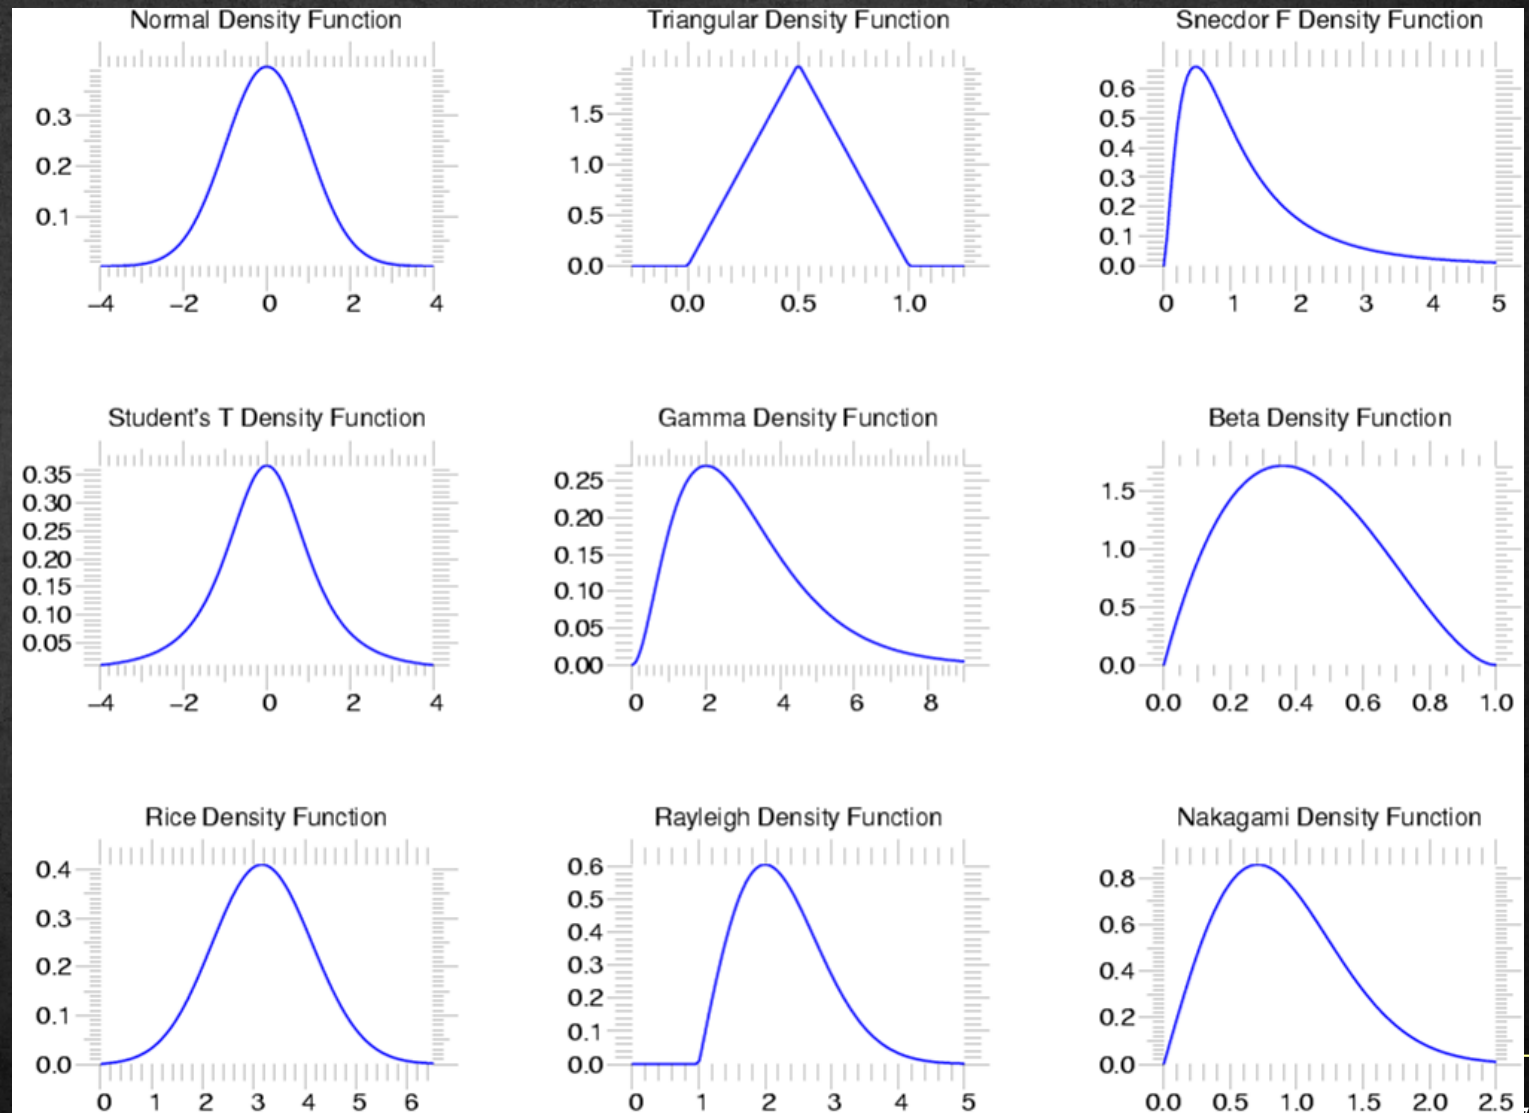 Normal Density Function
0.3
0.2
0.1
–4 –2 0 2 4
Triangular Density Function
1.5
1.0
0.5
0.0
0.0 0.5 1.0
Snecdor F Density Function
0.6
0.5
0.4
0.3
0.2
0.1
0.0
0 1 2 3 4 5
Student's T Density Function
0.35
0.30
0.25
0.20
0.15
0.10
0.05
–4 –2 0 2 4
Gamma Density Function
0.25
0.20
0.15
0.10
0.05
0.00
0 2 4 6 8
Beta Density Function
1.5
1.0
0.5
0.0
0.0 0.2 0.4 0.6 0.8 1.0
Rice Density Function
0.4
0.3
0.2
0.1
0.0
0 1 2 3 4 5 6
Rayleigh Density Function
0.6
0.5
0.4
0.3
0.2
0.1
0.0
0 1 2 3 4 5
Nakagami Density Function
0.8
0.6
0.4
0.2
0.0
0.0 0.5 1.0 1.5 2.0 2.5